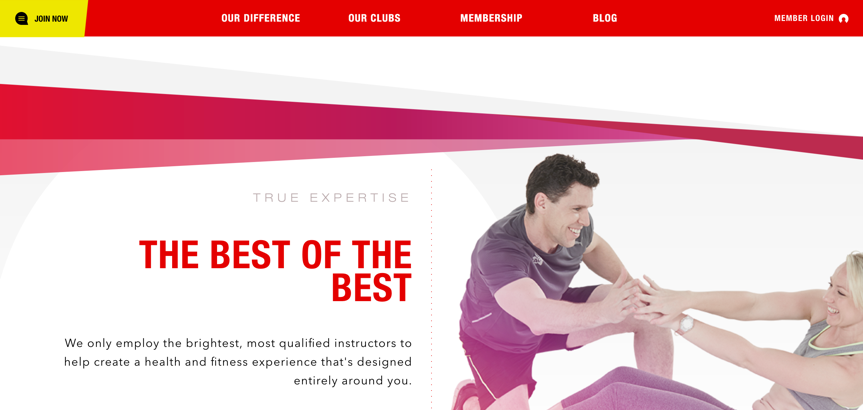 JOIN NOW
OUR DIFFERENCE
OUR CLUBS
MEMBERSHIP
BLOG
MEMBER LOGIN
TRUE EXPERTISE
THE BEST OF THE
BEST
We only employ the brightest, most qualified instructors to
help create a health and fitness experience that's designed
entirely around you.